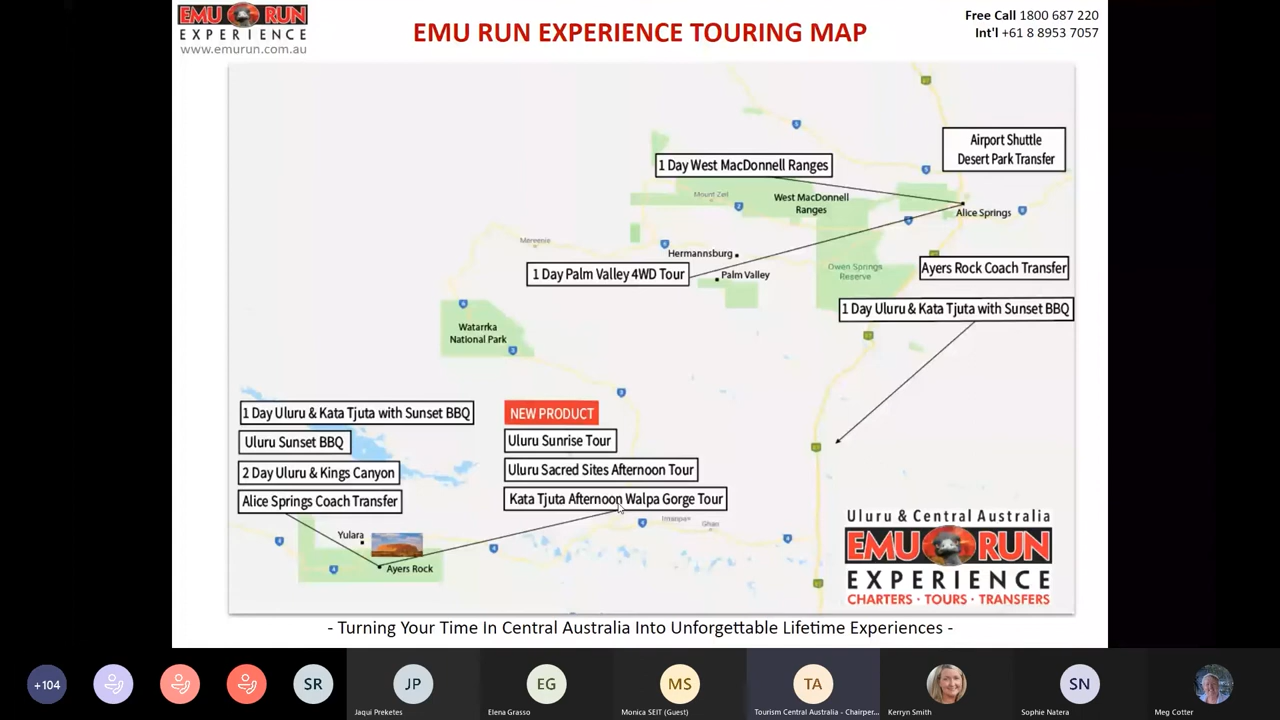 EMU RUN
EXPERIENCE
www.emurun.com.au
EMU RUN EXPERIENCE TOURING MAP
Free Call 1800 687 220
Int'l +61 8 8953 7057
Airport Shuttle
Desert Park Transfer
1 Day West MacDonnell Ranges
Mount Zeil
West MacDonnell
Ranges
Alice Springs
Mereenie
Hermannsburg
1 Day Palm Valley 4WD Tour
Palm Valley
Owen Springs
Reserve
Ayers Rock Coach Transfer
1 Day Uluru & Kata Tjuta with Sunset BBQ
Watarrka
National Park
1 Day Uluru & Kata Tjuta with Sunset BBQ
Uluru Sunset BBQ
2 Day Uluru & Kings Canyon
Alice Springs Coach Transfer
NEW PRODUCT
Uluru Sunrise Tour
Uluru Sacred Sites Afternoon Tour
Kata Tjuta Afternoon Walpa Gorge Tour
Imanpa
Ghan
Yulara
Ayers Rock
Uluru & Central Australia
EMU RUN
EXPERIENCE
CHARTERS · TOURS · TRANSFERS
- Turning Your Time In Central Australia Into Unforgettable Lifetime Experiences -
+104
SR
JP
EG
MS
TA
SN
Jaqui Preketes
Elena Grasso
Monica SEIT (Guest)
Tourism Central Australia - Chairper...
Kerryn Smith
Sophie Natera
Meg Cotter